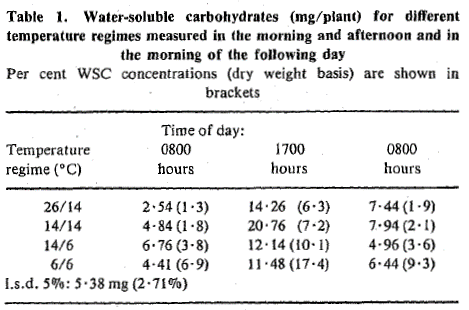 Table 1. Water-soluble carbohydrates (mg/plant) for different
temperature regimes measured in the morning and afternoon and in
the morning of the following day
Per cent WSC concentrations (dry weight basis) are shown in
brackets
Time of day:
Temperature 0800 1700 0800
regime (°C) hours hours hours
26/14 2·54 (1·3) 14·26 (6·3) 7·44 (1·9)
14/14 4·84 (1·8) 20·76 (7·2) 7·94 (2·1)
14/6 6·76 (3·8) 12·14 (10·1) 4·96 (3·6)
6/6 4·41 (6·9) 11·48 (17·4) 6·44 (9·3)
l.s.d. 5%: 5·38 mg (2·71%)